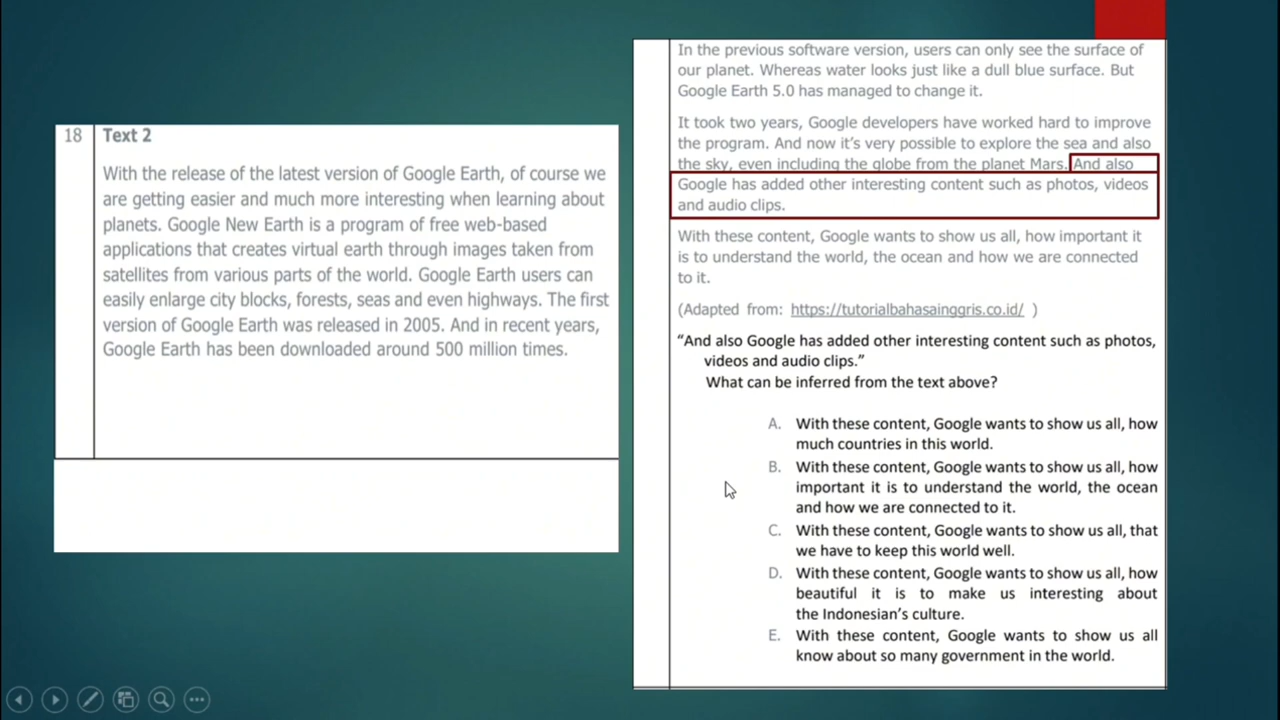 18
Text 2
With the release of the latest version of Google Earth, of course we
are getting easier and much more interesting when learning about
planets. Google New Earth is a program of free web-based
applications that creates virtual earth through images taken from
satellites from various parts of the world. Google Earth users can
easily enlarge city blocks, forests, seas and even highways. The first
version of Google Earth was released in 2005. And in recent years,
Google Earth has been downloaded around 500 million times.
In the previous software version, users can only see the surface of
our planet. Whereas water looks just like a dull blue surface. But
Google Earth 5.0 has managed to change it.
It took two years, Google developers have worked hard to improve
the program. And now it's very possible to explore the sea and also
the sky, even including the globe from the planet Mars. And also
Google has added other interesting content such as photos, videos
and audio clips.
With these content, Google wants to show us all, how important it
is to understand the world, the ocean and how we are connected
to it.
(Adapted from: https://tutorialbahasainggris.co.id/ )
“And also Google has added other interesting content such as photos,
videos and audio clips.”
What can be inferred from the text above?
A. With these content, Google wants to show us all, how
much countries in this world.
B. With these content, Google wants to show us all, how
important it is to understand the world, the ocean
and how we are connected to it.
C. With these content, Google wants to show us all, that
we have to keep this world well.
D. With these content, Google wants to show us all, how
beautiful it is to make us interesting about
the Indonesian's culture.
E. With these content, Google wants to show us all
know about so many government in the world.